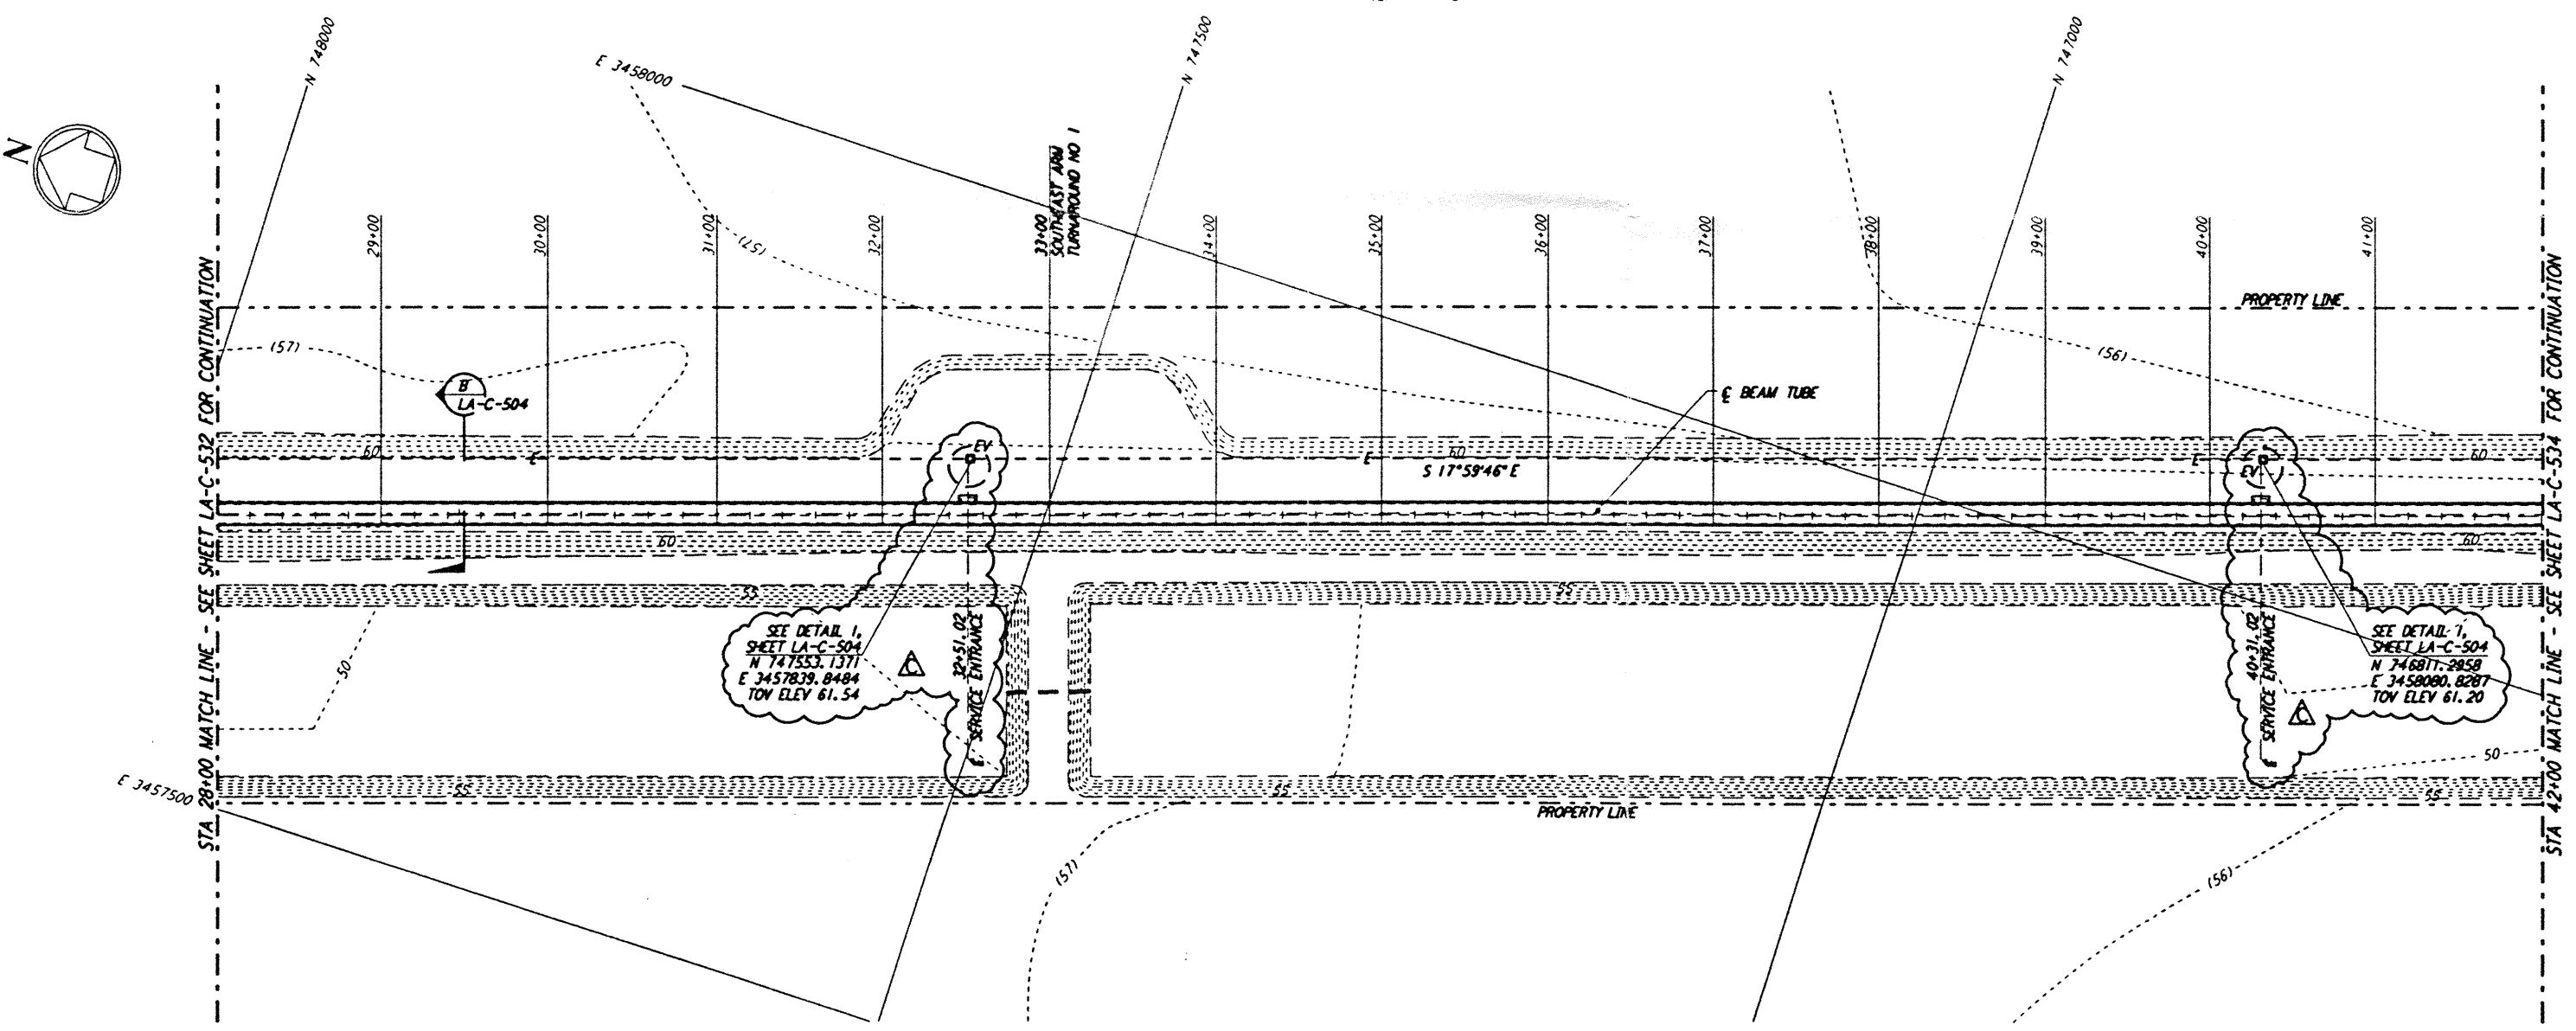 N 748000
E 3458000
N 747500
N 747000
N
29+00
30+00
31+00
32+00
33+00
SOUTH-EAST ARM
TURNAROUND NO 1
34+00
35+00
36+00
37+00
38+00
39+00
40+00
41+00
(57)
PROPERTY LINE
(57)
(56)
B
LA-C-504
℄ BEAM TUBE
60
E
EV
E
60
S 17°59'46" E
E
EV
60
60
60
55
55
SEE DETAIL 1,
SHEET LA-C-504
N 747553.1371
E 3457839.8484
TOV ELEV 61.54
C
32+51.02
SERVICE ENTRANCE
E
50
40+31.02
SERVICE ENTRANCE
E
SEE DETAIL 1,
SHEET LA-C-504
N 746811.2958
E 3458080.8287
TOV ELEV 61.20
C
50
E 3457500
55
55
55
PROPERTY LINE
(57)
(56)
STA 28+00 MATCH LINE - SEE SHEET LA-C-532 FOR CONTINUATION
STA 42+00 MATCH LINE - SEE SHEET LA-C-534 FOR CONTINUATION